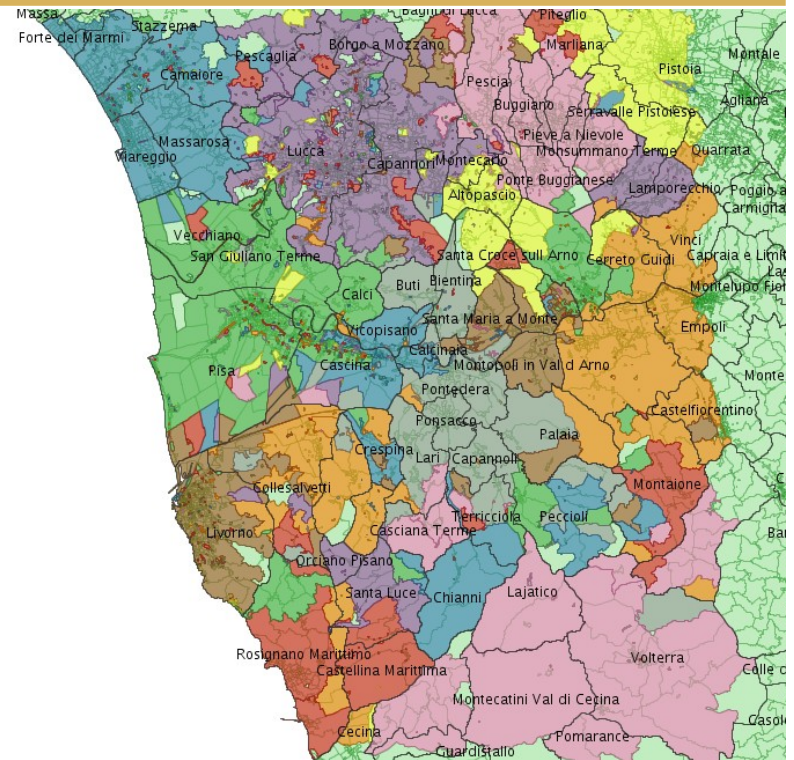 Massa
Stazzema
Bagni di Lucca
Piteglio
Forte dei Marmi
Borgo a Mozzano
Marliana
Pescaglia
Montale
Camaiore
Pistoia
Pescia
Agliana
Buggiano
Serravalle Pistoiese
Massarosa
Pieve a Nievole
Lucca
Monsummano Terme
Quarrata
Viareggio
Capannori
Montecarlo
Ponte Buggianese
Altopascio
Lamporecchio
Poggio a
Carmigna
Vecchiano
Vinci
San Giuliano Terme
Santa Croce sull Arno
Cerreto Guidi
Capraia e Limit
Buti
Bientina
Montelupo Fior
Calci
Santa Maria a Monte
Empoli
Vicopisano
Calcinaia
Pisa
Cascina
Montopoli in Val d Arno
Monte
Pontedera
Castelfiorentino
Ponsacco
Palaia
Crespina
Lari
Capannoli
Collesalvetti
Montaione
Terricciola
Peccioli
Livorno
Casciana Terme
Bar
Orciano Pisano
Santa Luce
Chianni
Lajatico
Rosignano Marittimo
Volterra
Castellina Marittima
Colle d
Montecatini Val di Cecina
Casol
Cecina
Pomarance
Guardistallo